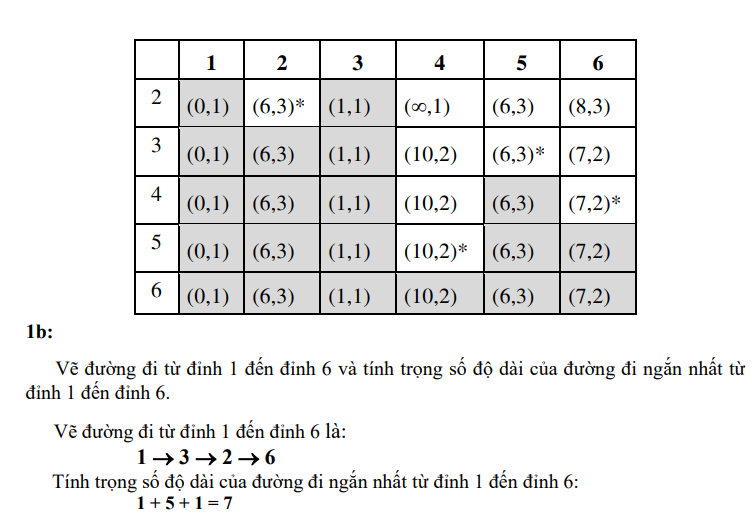 1 2 3 4 5 6
2 (0,1) (6,3)* (1,1) (∞,1) (6,3) (8,3)
3 (0,1) (6,3) (1,1) (10,2) (6,3)* (7,2)
4 (0,1) (6,3) (1,1) (10,2) (6,3) (7,2)*
5 (0,1) (6,3) (1,1) (10,2)* (6,3) (7,2)
6 (0,1) (6,3) (1,1) (10,2) (6,3) (7,2)
1b:
Vẽ đường đi từ đỉnh 1 đến đỉnh 6 và tính trọng số độ dài của đường đi ngắn nhất từ
đỉnh 1 đến đỉnh 6.
Vẽ đường đi từ đỉnh 1 đến đỉnh 6 là:
1 → 3 → 2 → 6
Tính trọng số độ dài của đường đi ngắn nhất từ đỉnh 1 đến đỉnh 6:
1 + 5 + 1 = 7